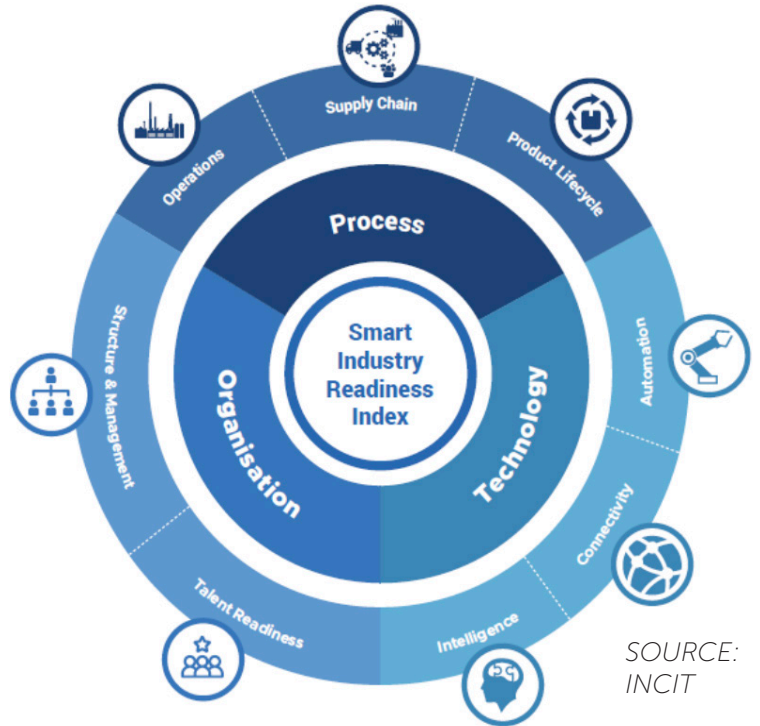 Supply Chain
Operations
Product Lifecycle
Process
Structure & Management
Automation
Smart
Industry
Readiness
Index
Organisation
Technology
Connectivity
Talent Readiness
Intelligence
SOURCE:
INCIT